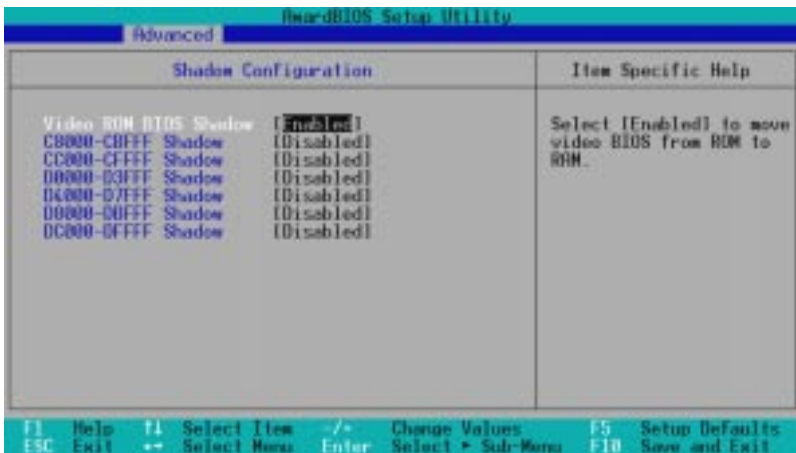 AwardBIOS Setup Utility
Advanced
Shadow Configuration
Item Specific Help
Video ROM BIOS Shadow [Enabled]
C8000-CBFFF Shadow [Disabled]
CC000-CFFFF Shadow [Disabled]
D0000-D3FFF Shadow [Disabled]
D4000-D7FFF Shadow [Disabled]
D8000-DBFFF Shadow [Disabled]
DC000-DFFFF Shadow [Disabled]
Select [Enabled] to move
video BIOS from ROM to
RAM.
F1 Help ↑↓ Select Item -/+ Change Values F5 Setup Defaults
ESC Exit ←→ Select Menu Enter Select ► Sub-Menu F10 Save and Exit